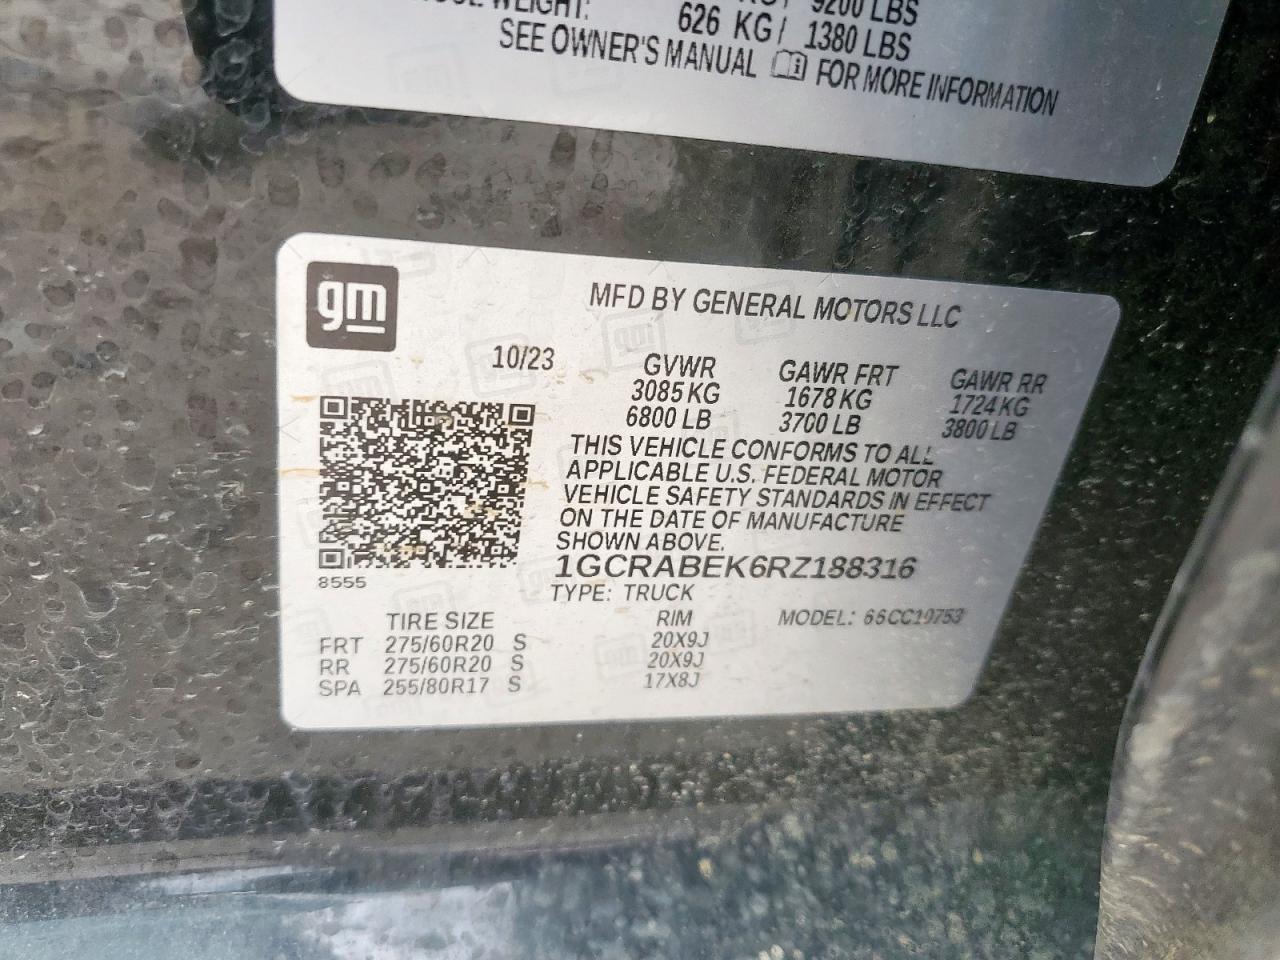 9200 LBS
WEIGHT: 626 KG / 1380 LBS
SEE OWNER'S MANUAL FOR MORE INFORMATION
gm
MFD BY GENERAL MOTORS LLC
10/23 GVWR GAWR FRT GAWR RR
3085 KG 1678 KG 1724 KG
6800 LB 3700 LB 3800 LB
THIS VEHICLE CONFORMS TO ALL
APPLICABLE U.S. FEDERAL MOTOR
VEHICLE SAFETY STANDARDS IN EFFECT
ON THE DATE OF MANUFACTURE
SHOWN ABOVE.
1GCRABEK6RZ188316
8555
TYPE: TRUCK
TIRE SIZE RIM MODEL:
FRT 275/60R20 S 20X9J
RR 275/60R20 S 20X9J
SPA 255/80R17 S 17X8J